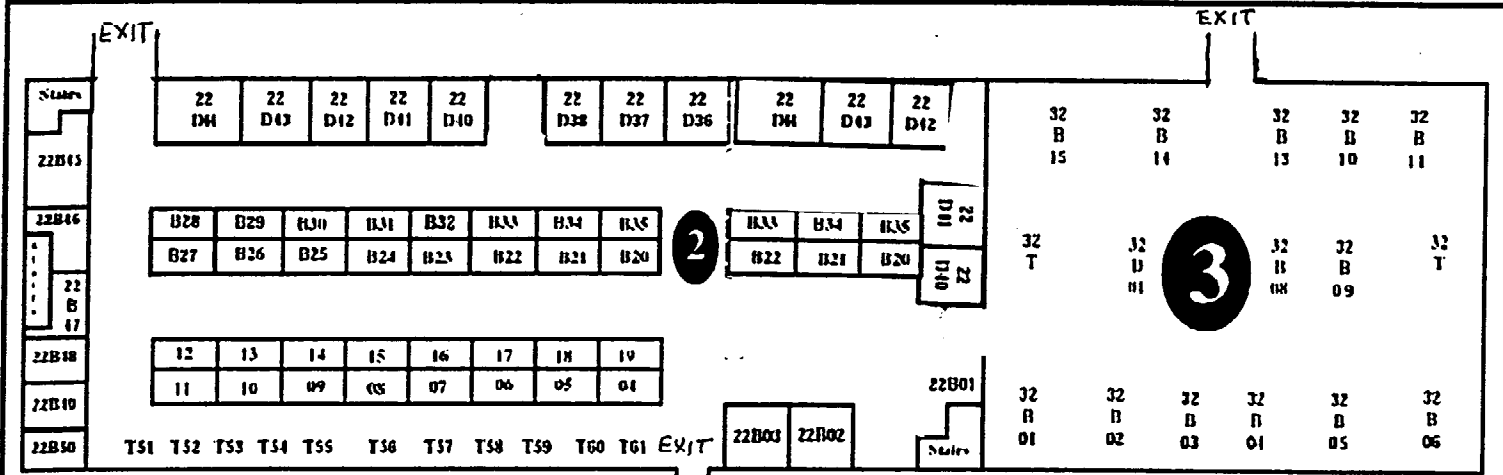 EXIT
EXIT
Stairs
22 22 22 22 22 22 22 22 22 22 22
D43 D42 D41 D40 D38 D37 D36 D43 D42
32 32 32 32 32
B B B B B
15 14 13 10 11
22B45
22B46
B28 B29 B30 B31 B32 B33 B34 B35 B33 B34 B35
B27 B26 B25 B24 B23 B22 B21 B20 B22 B21 B20
22
D41
22
D40
2
3
32 32 32 32 32
T B B T
01 08 09
22
B
47
22B48
12 13 14 15 16 17 18 19
11 10 09 08 07 06 05 04
22B49
22B50
T51 T52 T53 T54 T55 T56 T57 T58 T59 T60 T61 EXIT
22B03 22B02
22B01
Stairs
32 32 32 32 32 32
B B B B B B
01 02 03 04 05 06